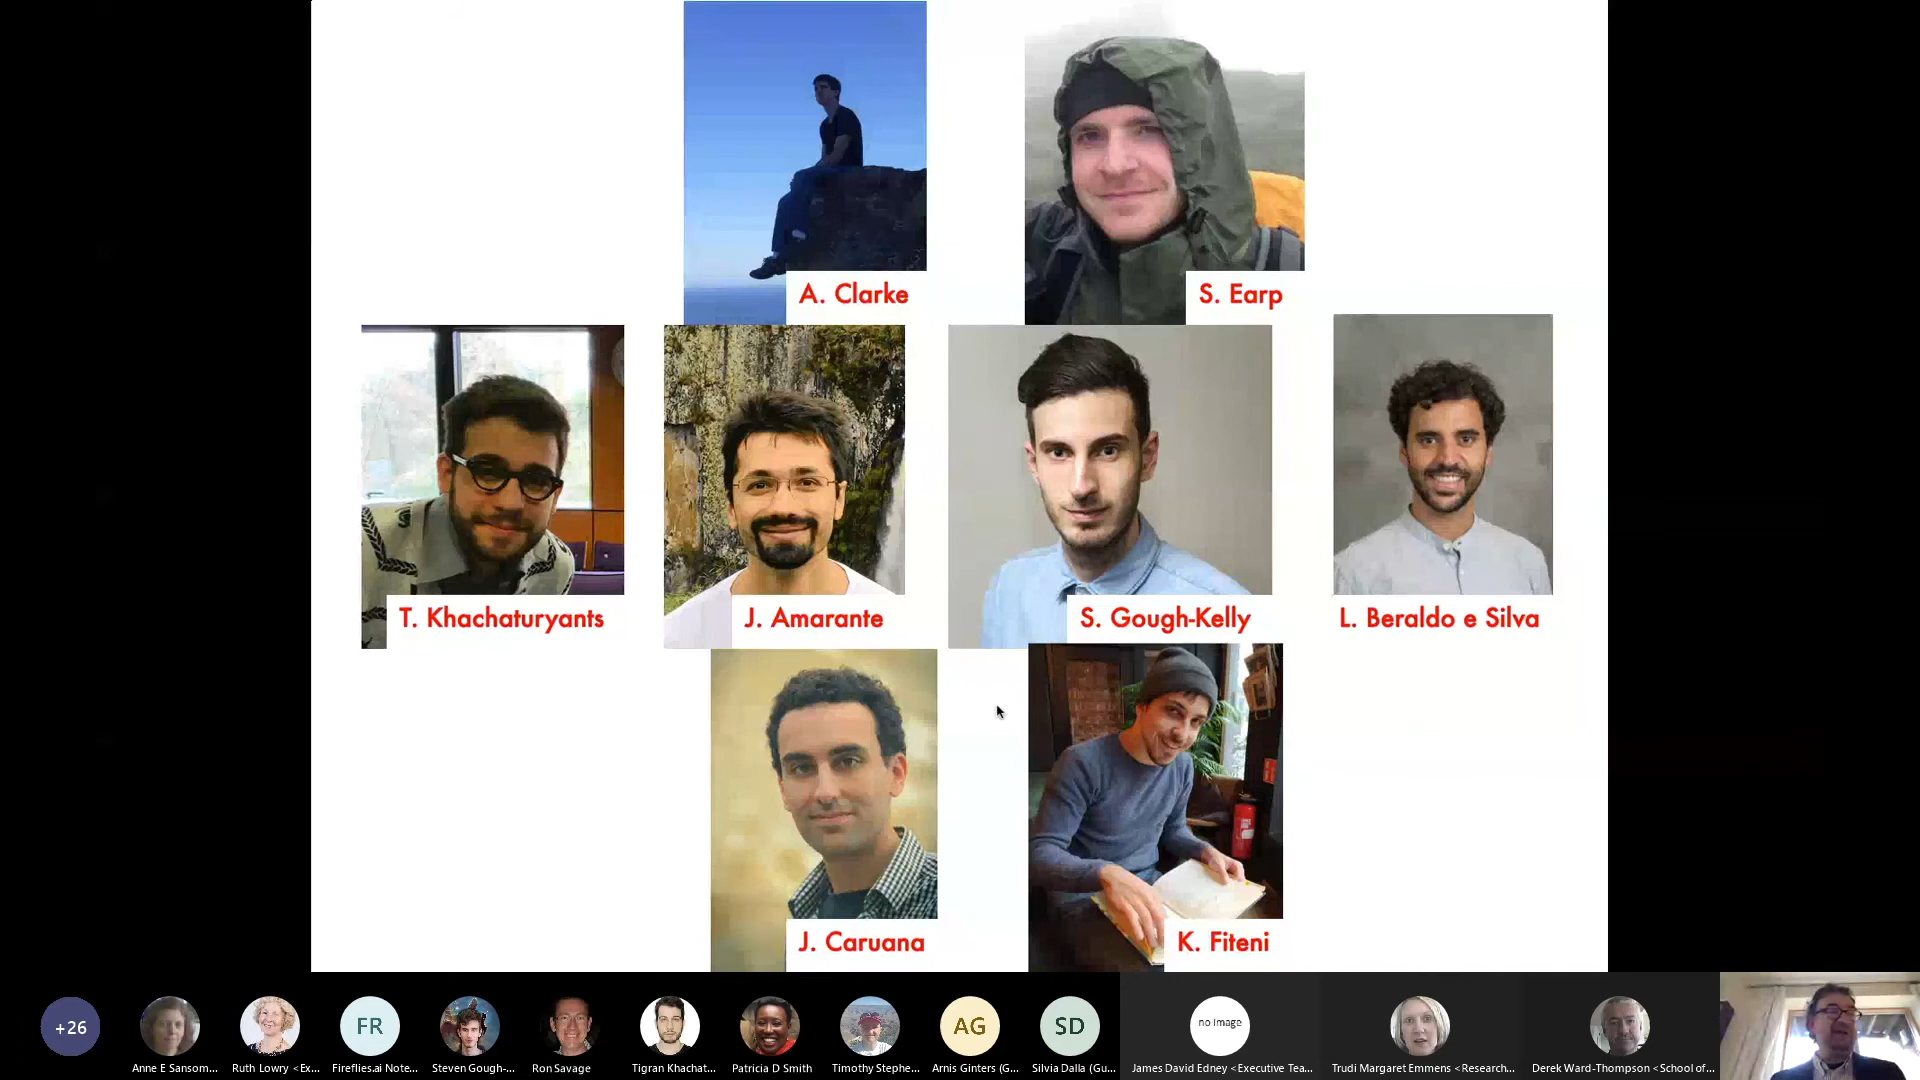 A. Clarke
S. Earp
T. Khachaturyants
J. Amarante
S. Gough-Kelly
L. Beraldo e Silva
J. Caruana
K. Fiteni
+26
FR
AG
SD
no image
Anne E Sansom...
Ruth Lowry <Ex...
Fireflies.ai Note...
Steven Gough-...
Ron Savage
Tigran Khachat...
Patricia D Smith
Timothy Stephe...
Arnis Ginters (G...
Silvia Dalla (Gu...
James David Edney <Executive Tea...
Trudi Margaret Emmens <Research...
Derek Ward-Thompson <School of...